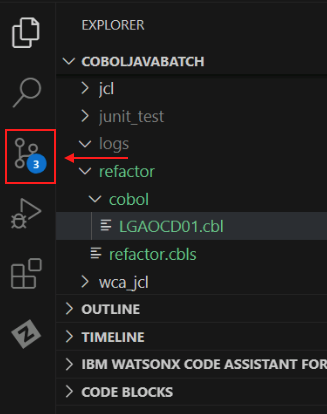 EXPLORER
COBOLJAVABATCH
jcl
junit_test
logs
refactor
cobol
LGAOCD01.cbl
refactor.cbls
wca_jcl
OUTLINE
TIMELINE
IBM WATSONX CODE ASSISTANT FOR
CODE BLOCKS
3
Z